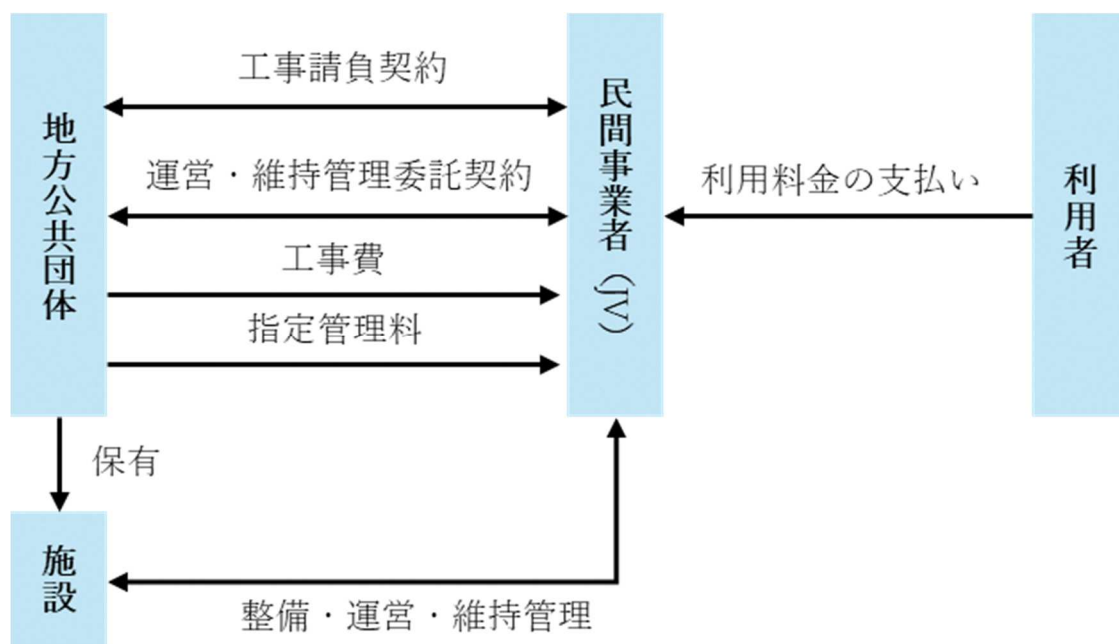 地方公共団体
工事請負契約
運営・維持管理委託契約
工事費
指定管理料
民間事業者（JV）
利用料金の支払い
利用者
保有
施設
整備・運営・維持管理